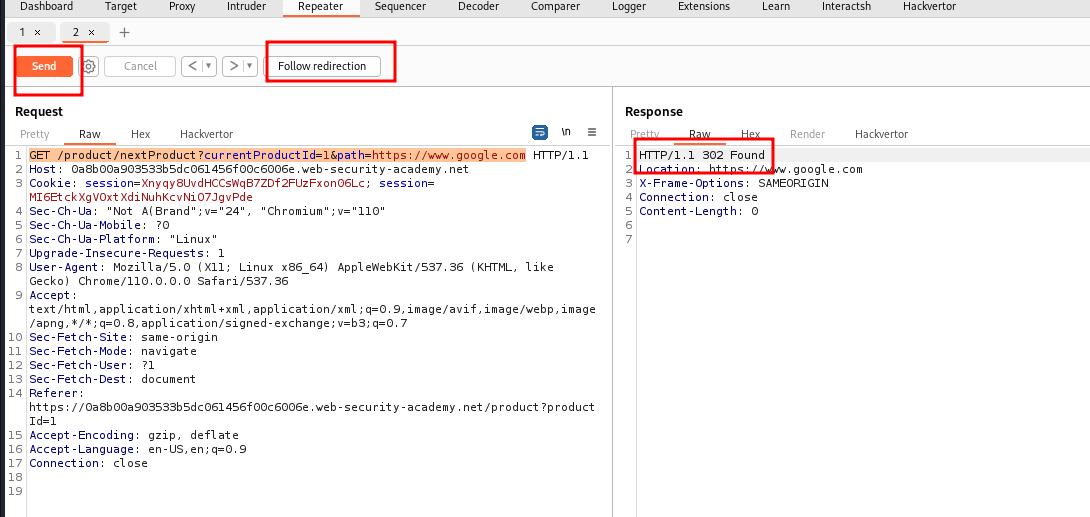 Dashboard Target Proxy Intruder Repeater Sequencer Decoder Comparer Logger Extensions Learn Interactsh Hackvertor
1 × 2 × +
Send Cancel < ▼ > ▼ Follow redirection
Request
Pretty Raw Hex Hackvertor \n ≡
1 GET /product/nextProduct?currentProductId=1&path=https://www.google.com HTTP/1.1
2 Host: 0a8b00a903533b5dc061456f00c6006e.web-security-academy.net
3 Cookie: session=Xnyqy8UvdHCCsWqB7ZDf2FUzFxon06Lc; session=
MI6EtckXgVOxtXdiNuhKcvNiO7JgvPde
4 Sec-Ch-Ua: "Not A(Brand";v="24", "Chromium";v="110"
5 Sec-Ch-Ua-Mobile: ?0
6 Sec-Ch-Ua-Platform: "Linux"
7 Upgrade-Insecure-Requests: 1
8 User-Agent: Mozilla/5.0 (X11; Linux x86_64) AppleWebKit/537.36 (KHTML, like
Gecko) Chrome/110.0.0.0 Safari/537.36
9 Accept:
text/html,application/xhtml+xml,application/xml;q=0.9,image/avif,image/webp,image
/apng,*/*;q=0.8,application/signed-exchange;v=b3;q=0.7
10 Sec-Fetch-Site: same-origin
11 Sec-Fetch-Mode: navigate
12 Sec-Fetch-User: ?1
13 Sec-Fetch-Dest: document
14 Referer:
https://0a8b00a903533b5dc061456f00c6006e.web-security-academy.net/product?product
Id=1
15 Accept-Encoding: gzip, deflate
16 Accept-Language: en-US,en;q=0.9
17 Connection: close
18
19
Response
Pretty Raw Hex Render Hackvertor
1 HTTP/1.1 302 Found
2 Location: https://www.google.com
3 X-Frame-Options: SAMEORIGIN
4 Connection: close
5 Content-Length: 0
6
7